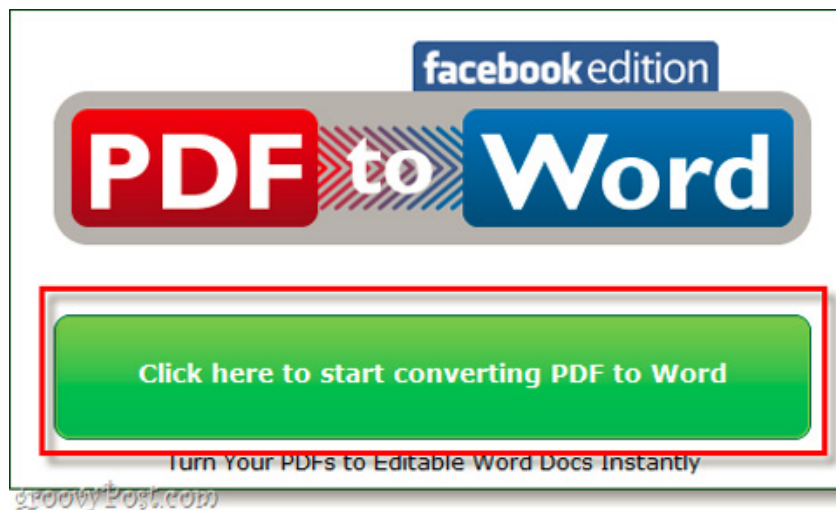 facebook edition
PDF to Word
Click here to start converting PDF to Word
Turn Your PDFs to Editable Word Docs Instantly
groovyPost.com